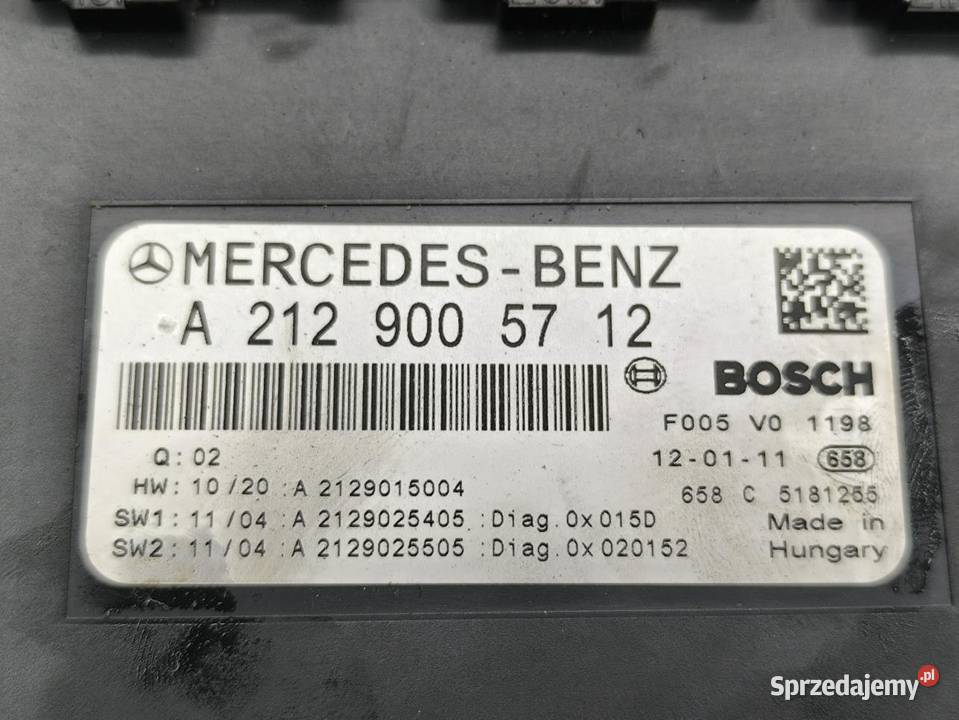 MERCEDES-BENZ
A 212 900 57 12
BOSCH
F005 V0 1198
Q: 02
12-01-11 658
HW: 10/20 :A 2129015004
658 C 5181255
SW1: 11/04 :A 2129025405 :Diag.0x015D
Made in
SW2: 11/04 :A 2129025505 :Diag.0x020152
Hungary
Sprzedajemy.pl